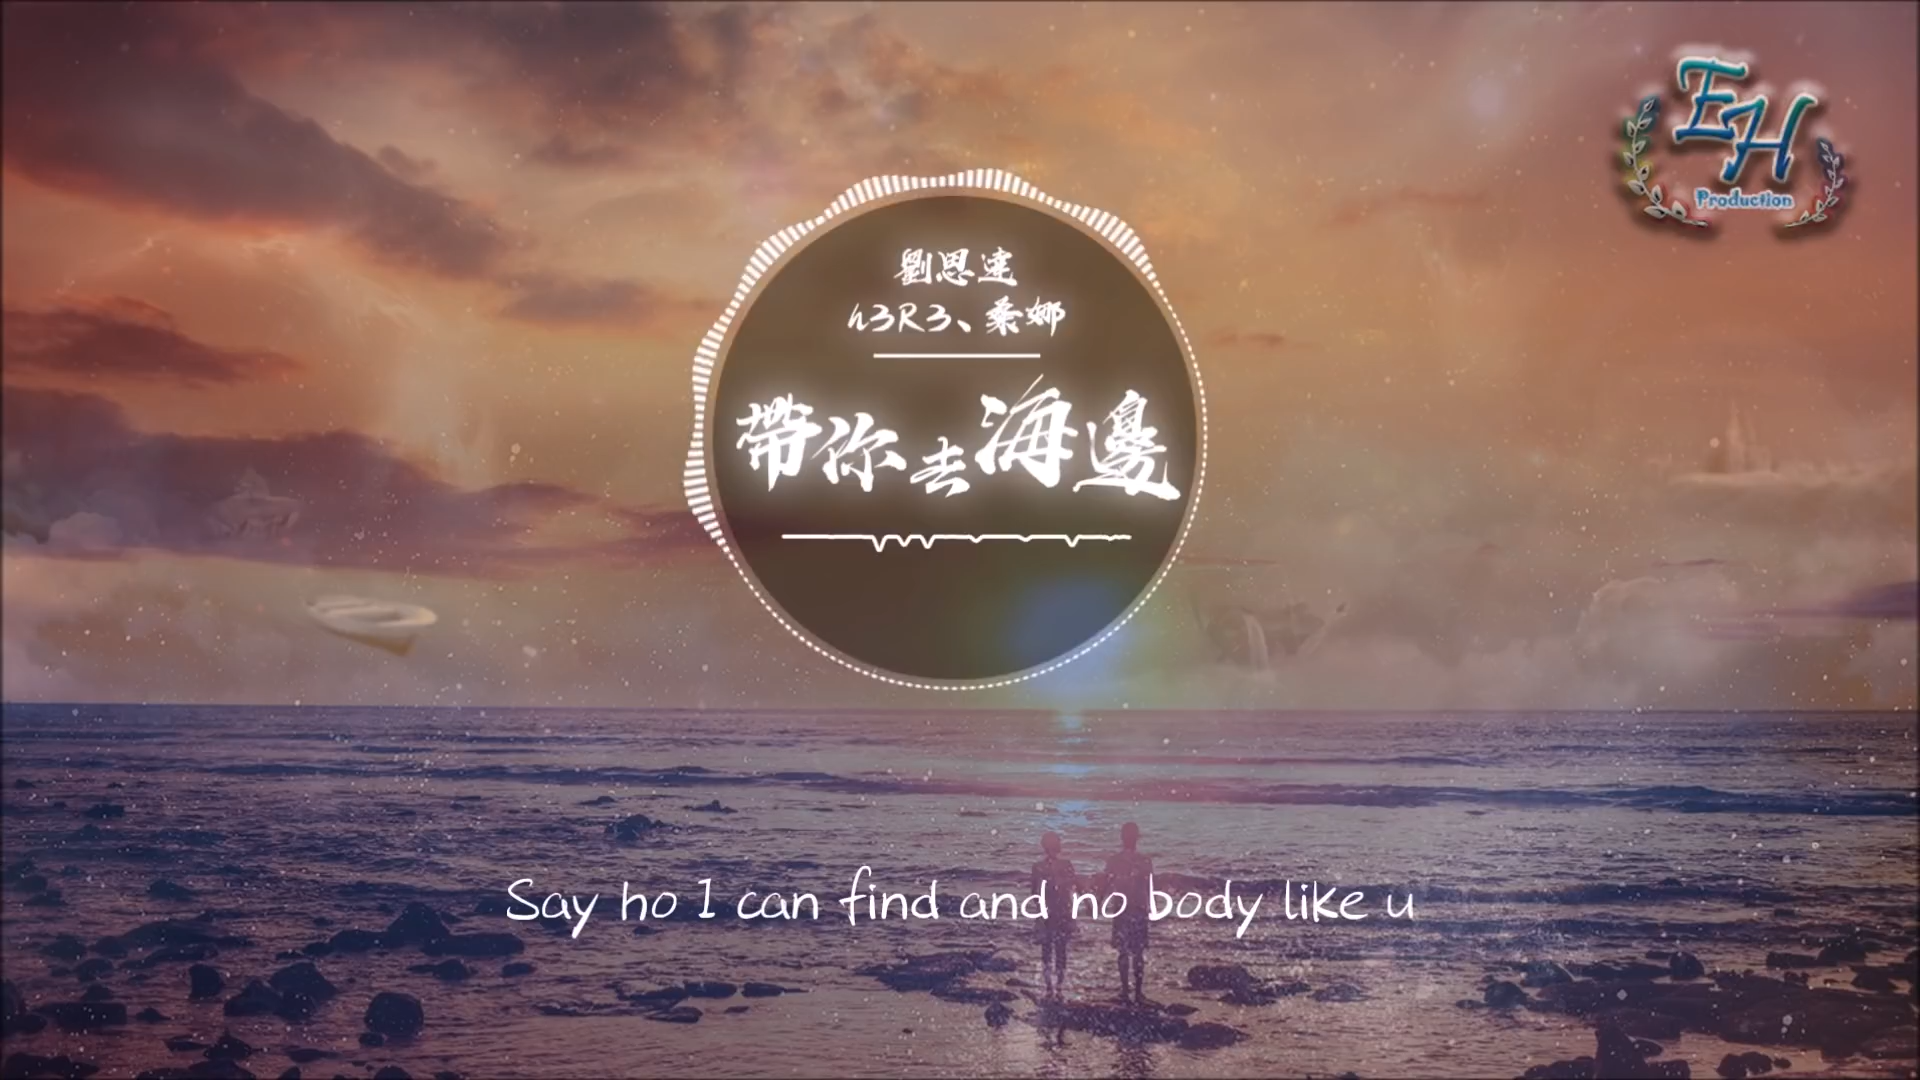 EH
Production
劉思達
h3R3、桑娜
帶你去海邊
Say ho I can find and no body like u